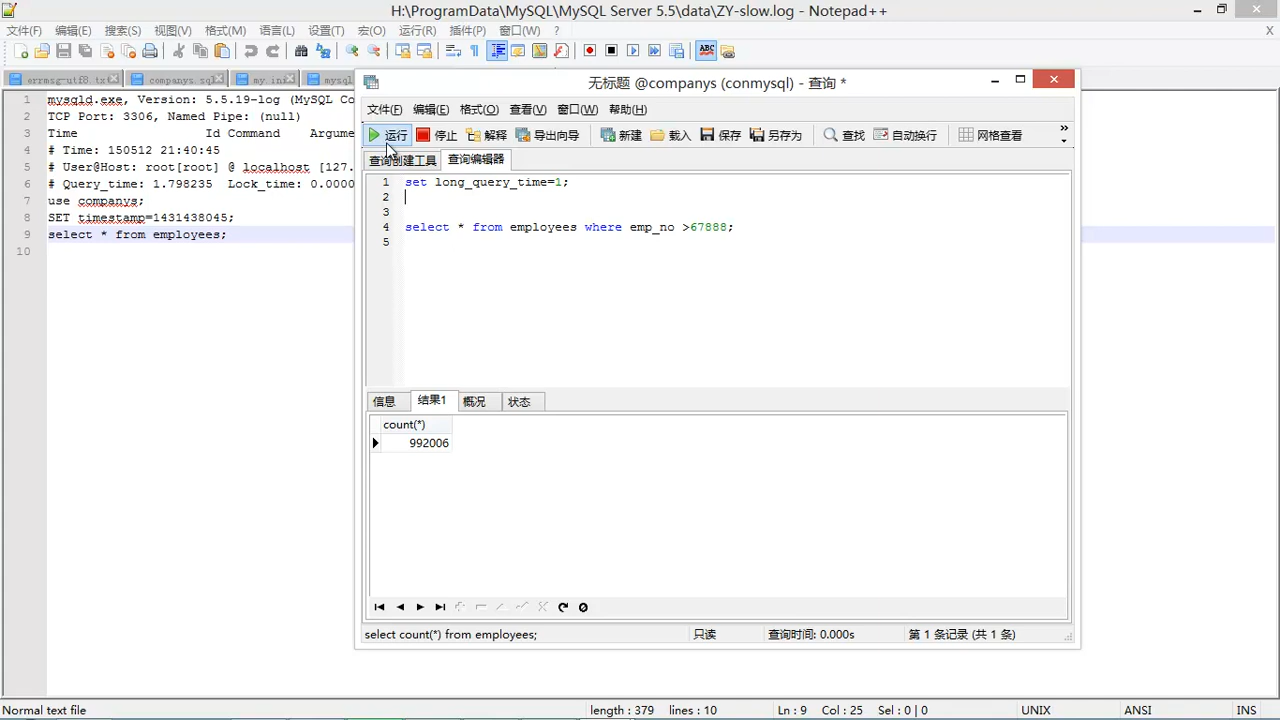 H:\ProgramData\MySQL\MySQL Server 5.5\data\ZY-slow.log - Notepad++
文件(F) 编辑(E) 搜索(S) 视图(V) 格式(M) 语言(L) 设置(T) 宏(O) 运行(R) 插件(P) 窗口(W) ? X
errmsg-utf8.txt companys.sql my.ini mysql
1 mysqld.exe, Version: 5.5.19-log (MySQL Co
2 TCP Port: 3306, Named Pipe: (null)
3 Time Id Command Argume
4 # Time: 150512 21:40:45
5 # User@Host: root[root] @ localhost [127.
6 # Query_time: 1.798235 Lock_time: 0.0000
7 use companys;
8 SET timestamp=1431438045;
9 select * from employees;
10
无标题 @companys (conmysql) - 查询 *
文件(F) 编辑(E) 格式(O) 查看(V) 窗口(W) 帮助(H)
运行 停止 解释 导出向导 新建 载入 保存 另存为 查找 自动换行 网格查看
查询创建工具 查询编辑器
1 set long_query_time=1;
2
3
4 select * from employees where emp_no >67888;
5
信息 结果1 概况 状态
count(*)
992006
select count(*) from employees; 只读 查询时间: 0.000s 第 1 条记录 (共 1 条)
Normal text file length : 379 lines : 10 Ln : 9 Col : 25 Sel : 0 | 0 UNIX ANSI INS